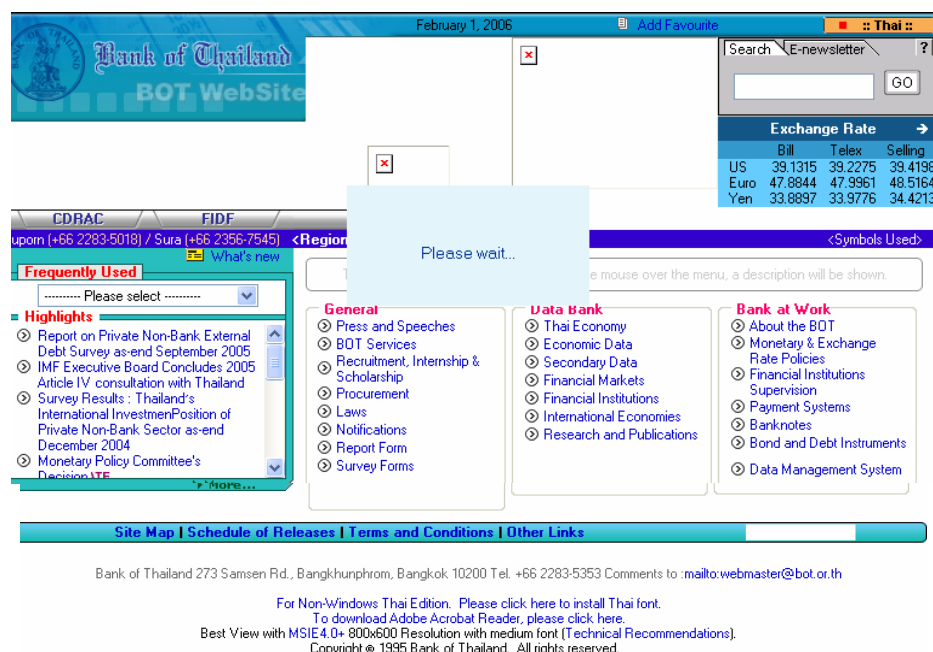 February 1, 2006
Add Favourite
:: Thai ::
Bank of Thailand
BOT WebSite
Search
E-newsletter
?
GO
Exchange Rate
Bill Telex Selling
US 39.1315 39.2275 39.4198
Euro 47.8844 47.9961 48.5164
Yen 33.8897 33.9776 34.4213
CDRAC / FIDF /
uporn (+66 2283-5018) / Sura (+66 2356-7545) <Region
<Symbols Used>
Please wait...
What's new
Frequently Used
---------- Please select ----------
Highlights
Report on Private Non-Bank External
Debt Survey as-end September 2005
IMF Executive Board Concludes 2005
Article IV consultation with Thailand
Survey Results : Thailand's
International InvestmenPosition of
Private Non-Bank Sector as-end
December 2004
Monetary Policy Committee's
Decision
More...
e mouse over the menu, a description will be shown.
General
Press and Speeches
BOT Services
Recruitment, Internship &
Scholarship
Procurement
Laws
Notifications
Report Form
Survey Forms
Data Bank
Thai Economy
Economic Data
Secondary Data
Financial Markets
Financial Institutions
International Economies
Research and Publications
Bank at Work
About the BOT
Monetary & Exchange
Rate Policies
Financial Institutions
Supervision
Payment Systems
Banknotes
Bond and Debt Instruments
Data Management System
Site Map | Schedule of Releases | Terms and Conditions | Other Links
Bank of Thailand 273 Samsen Rd., Bangkhunphrom, Bangkok 10200 Tel. +66 2283-5353 Comments to :mailto:webmaster@bot.or.th
For Non-Windows Thai Edition. Please click here to install Thai font.
To download Adobe Acrobat Reader, please click here.
Best View with MSIE4.0+ 800x600 Resolution with medium font (Technical Recommendations).
Copyright © 1995 Bank of Thailand. All rights reserved.